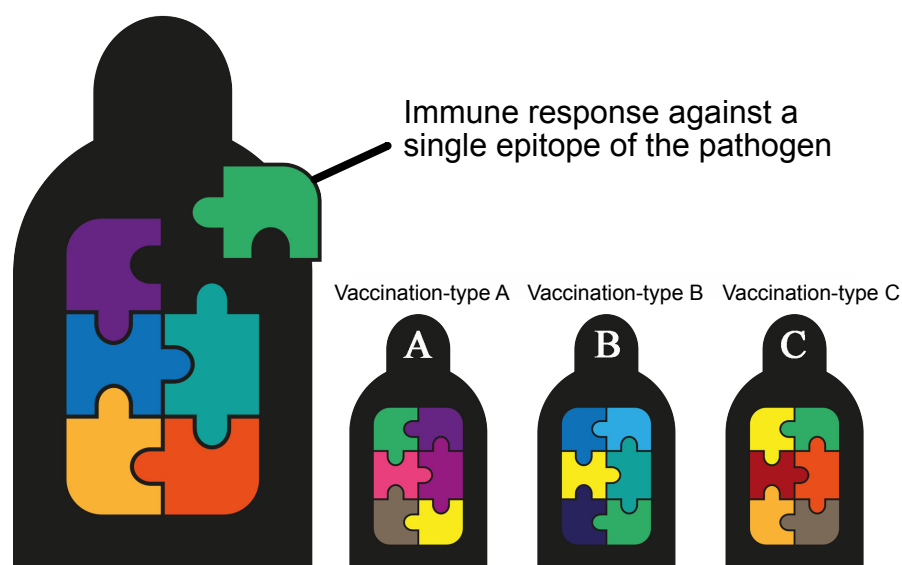 Immune response against a
single epitope of the pathogen
Vaccination-type A
Vaccination-type B
Vaccination-type C
A
B
C